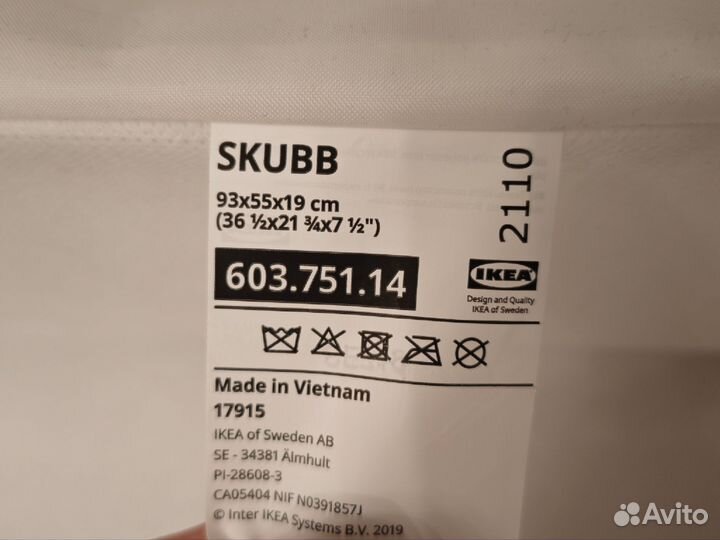 SKUBB
93x55x19 cm
(36 ½x21 ¾x7 ½")
603.751.14
2110
IKEA
Design and Quality
IKEA of Sweden
Made in Vietnam
17915
IKEA of Sweden AB
SE - 34381 Älmhult
PI-28608-3
CA05404 NIF N0391857J
© Inter IKEA Systems B.V. 2019
Avito